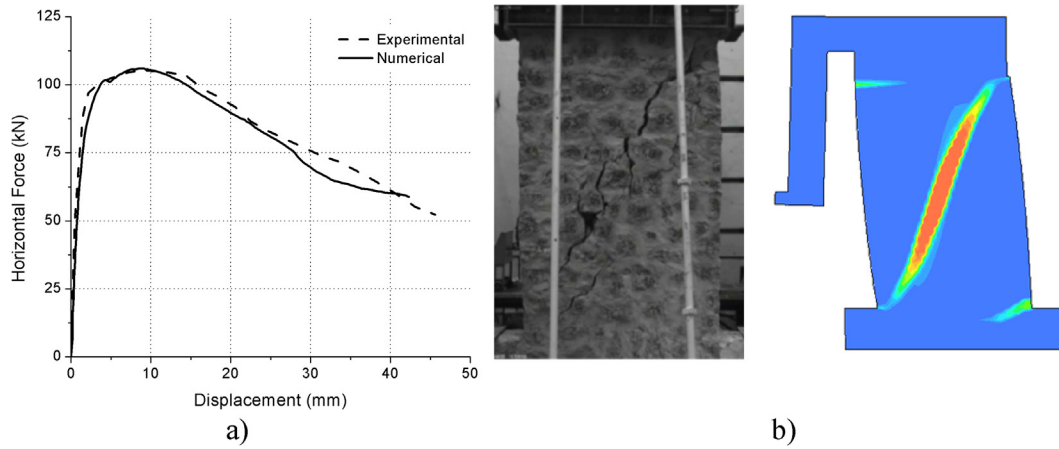 125
100
75
50
25
0
Horizontal Force (kN)
Experimental
Numerical
0 10 20 30 40 50
Displacement (mm)
a)
b)